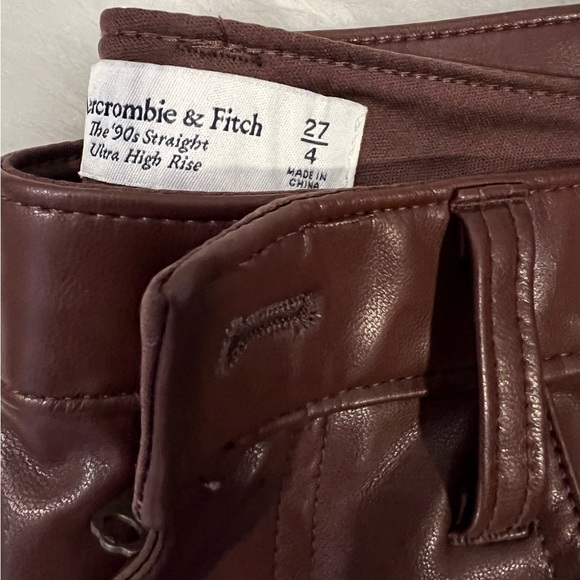 ercrombie & Fitch
The '90s Straight
Ultra High Rise
27
4
MADE IN
CHINA